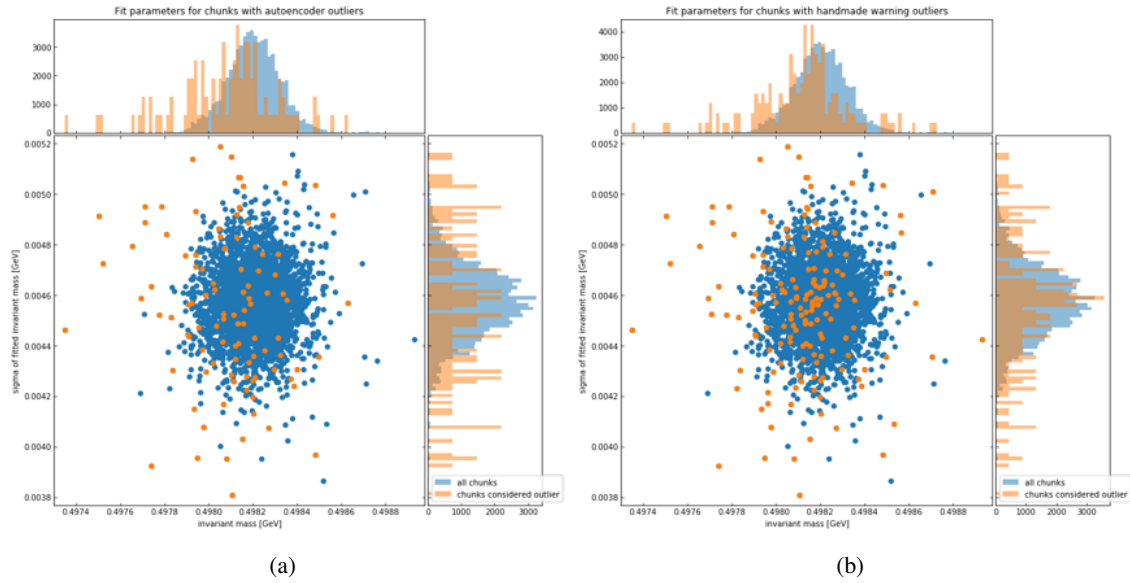 Fit parameters for chunks with autoencoder outliers
3000
2000
1000
0
0.0052
0.0050
0.0048
0.0046
0.0044
0.0042
0.0040
0.0038
sigma of fitted invariant mass [GeV]
0.4974 0.4976 0.4978 0.4980 0.4982 0.4984 0.4986 0.4988
invariant mass [GeV]
all chunks
chunks considered outlier
0 1000 2000 3000
(a)
Fit parameters for chunks with handmade warning outliers
4000
3000
2000
1000
0
0.0052
0.0050
0.0048
0.0046
0.0044
0.0042
0.0040
0.0038
sigma of fitted invariant mass [GeV]
0.4974 0.4976 0.4978 0.4980 0.4982 0.4984 0.4986 0.4988
invariant mass [GeV]
all chunks
chunks considered outlier
0 1000 2000 3000
(b)